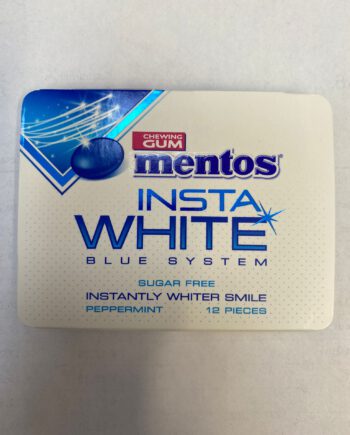 CHEWING
GUM
mentos
INSTA
WHITE
BLUE SYSTEM
SUGAR FREE
INSTANTLY WHITER SMILE
PEPPERMINT 12 PIECES